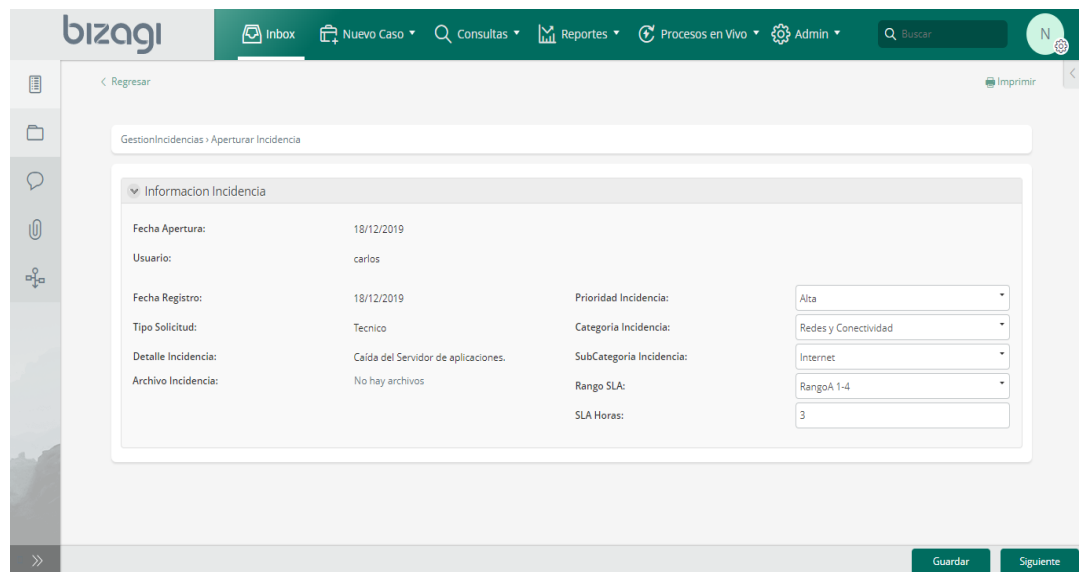 bizagi
Inbox
Nuevo Caso
Consultas
Reportes
Procesos en Vivo
Admin
Buscar
N
Regresar
Imprimir
GestionIncidencias › Aperturar Incidencia
Informacion Incidencia
Fecha Apertura: 18/12/2019
Usuario: carlos
Fecha Registro: 18/12/2019
Prioridad Incidencia: Alta
Tipo Solicitud: Tecnico
Categoria Incidencia: Redes y Conectividad
Detalle Incidencia: Caída del Servidor de aplicaciones.
SubCategoria Incidencia: Internet
Archivo Incidencia: No hay archivos
Rango SLA: RangoA 1-4
SLA Horas: 3
Guardar
Siguiente